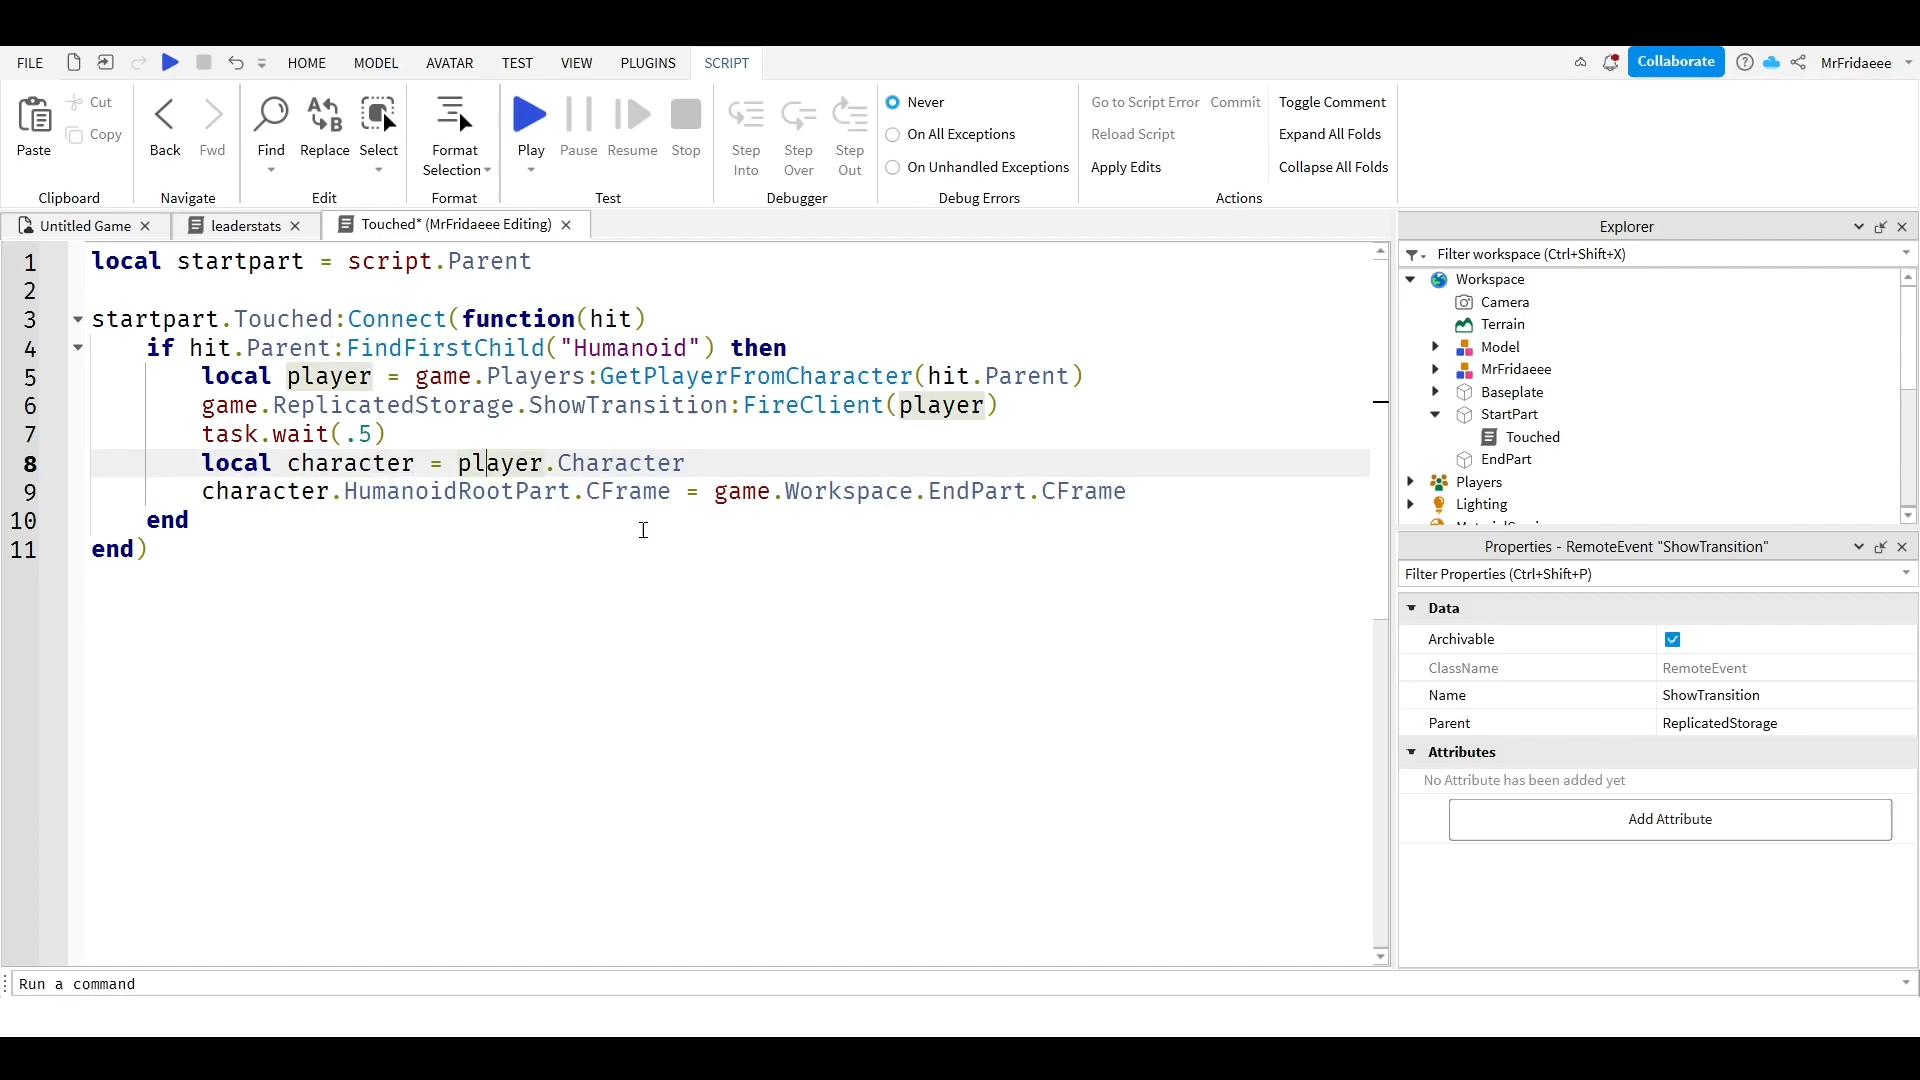 FILE HOME MODEL AVATAR TEST VIEW PLUGINS SCRIPT Collaborate MrFridaeee
Paste Cut Copy
Clipboard
Back Fwd
Navigate
Find Replace Select
Edit
Format
Selection
Format
Play Pause Resume Stop
Test
Step Into Step Over Step Out
Debugger
Never
On All Exceptions
On Unhandled Exceptions
Debug Errors
Go to Script Error Commit Toggle Comment
Reload Script Expand All Folds
Apply Edits Collapse All Folds
Actions
Untitled Game leaderstats Touched* (MrFridaeee Editing)
1 local startpart = script.Parent
2
3 startpart.Touched:Connect(function(hit)
4 if hit.Parent:FindFirstChild("Humanoid") then
5 local player = game.Players:GetPlayerFromCharacter(hit.Parent)
6 game.ReplicatedStorage.ShowTransition:FireClient(player)
7 task.wait(.5)
8 local character = player.Character
9 character.HumanoidRootPart.CFrame = game.Workspace.EndPart.CFrame
10 end
11 end)
Run a command
Explorer
Filter workspace (Ctrl+Shift+X)
Workspace
Camera
Terrain
Model
MrFridaeee
Baseplate
StartPart
Touched
EndPart
Players
Lighting
Properties - RemoteEvent "ShowTransition"
Filter Properties (Ctrl+Shift+P)
Data
Archivable
ClassName RemoteEvent
Name ShowTransition
Parent ReplicatedStorage
Attributes
No Attribute has been added yet
Add Attribute